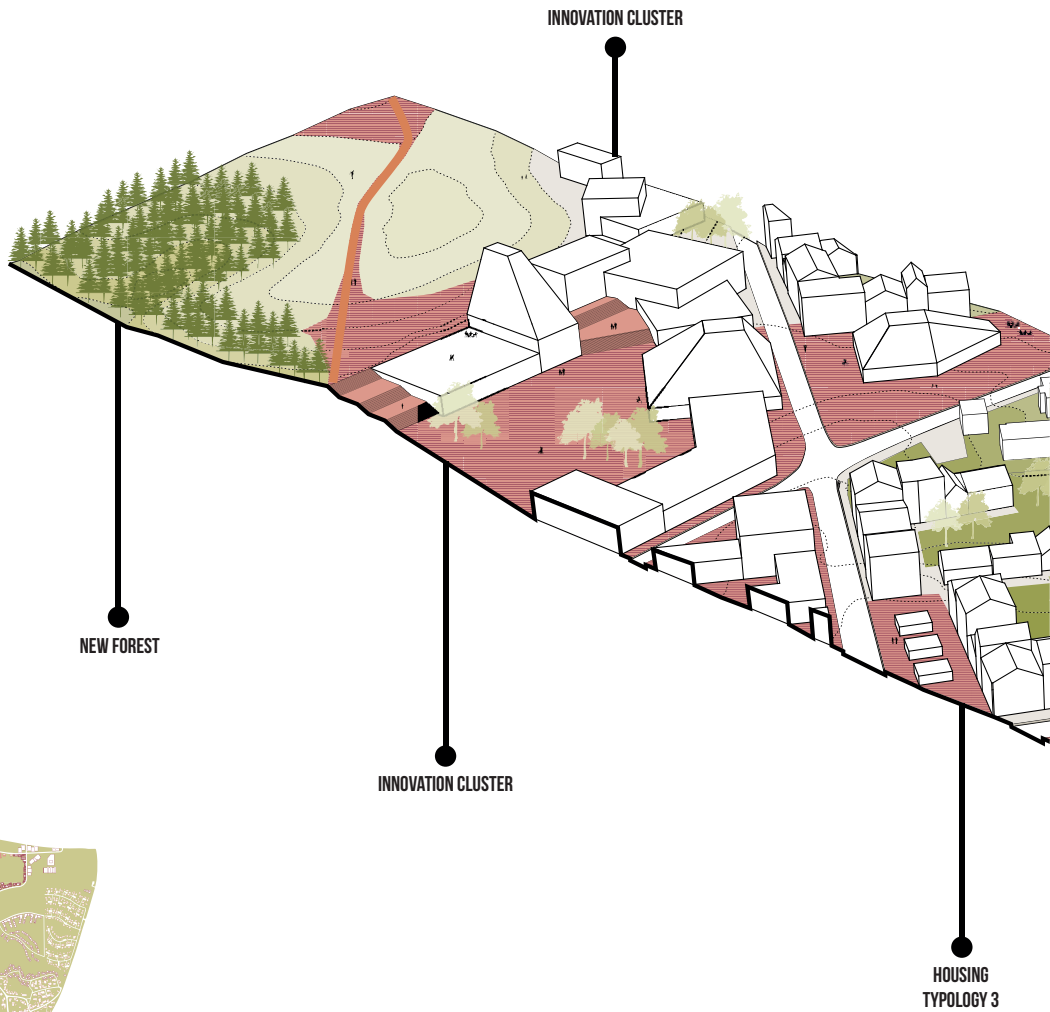 INNOVATION CLUSTER
NEW FOREST
INNOVATION CLUSTER
HOUSING
TYPOLOGY 3